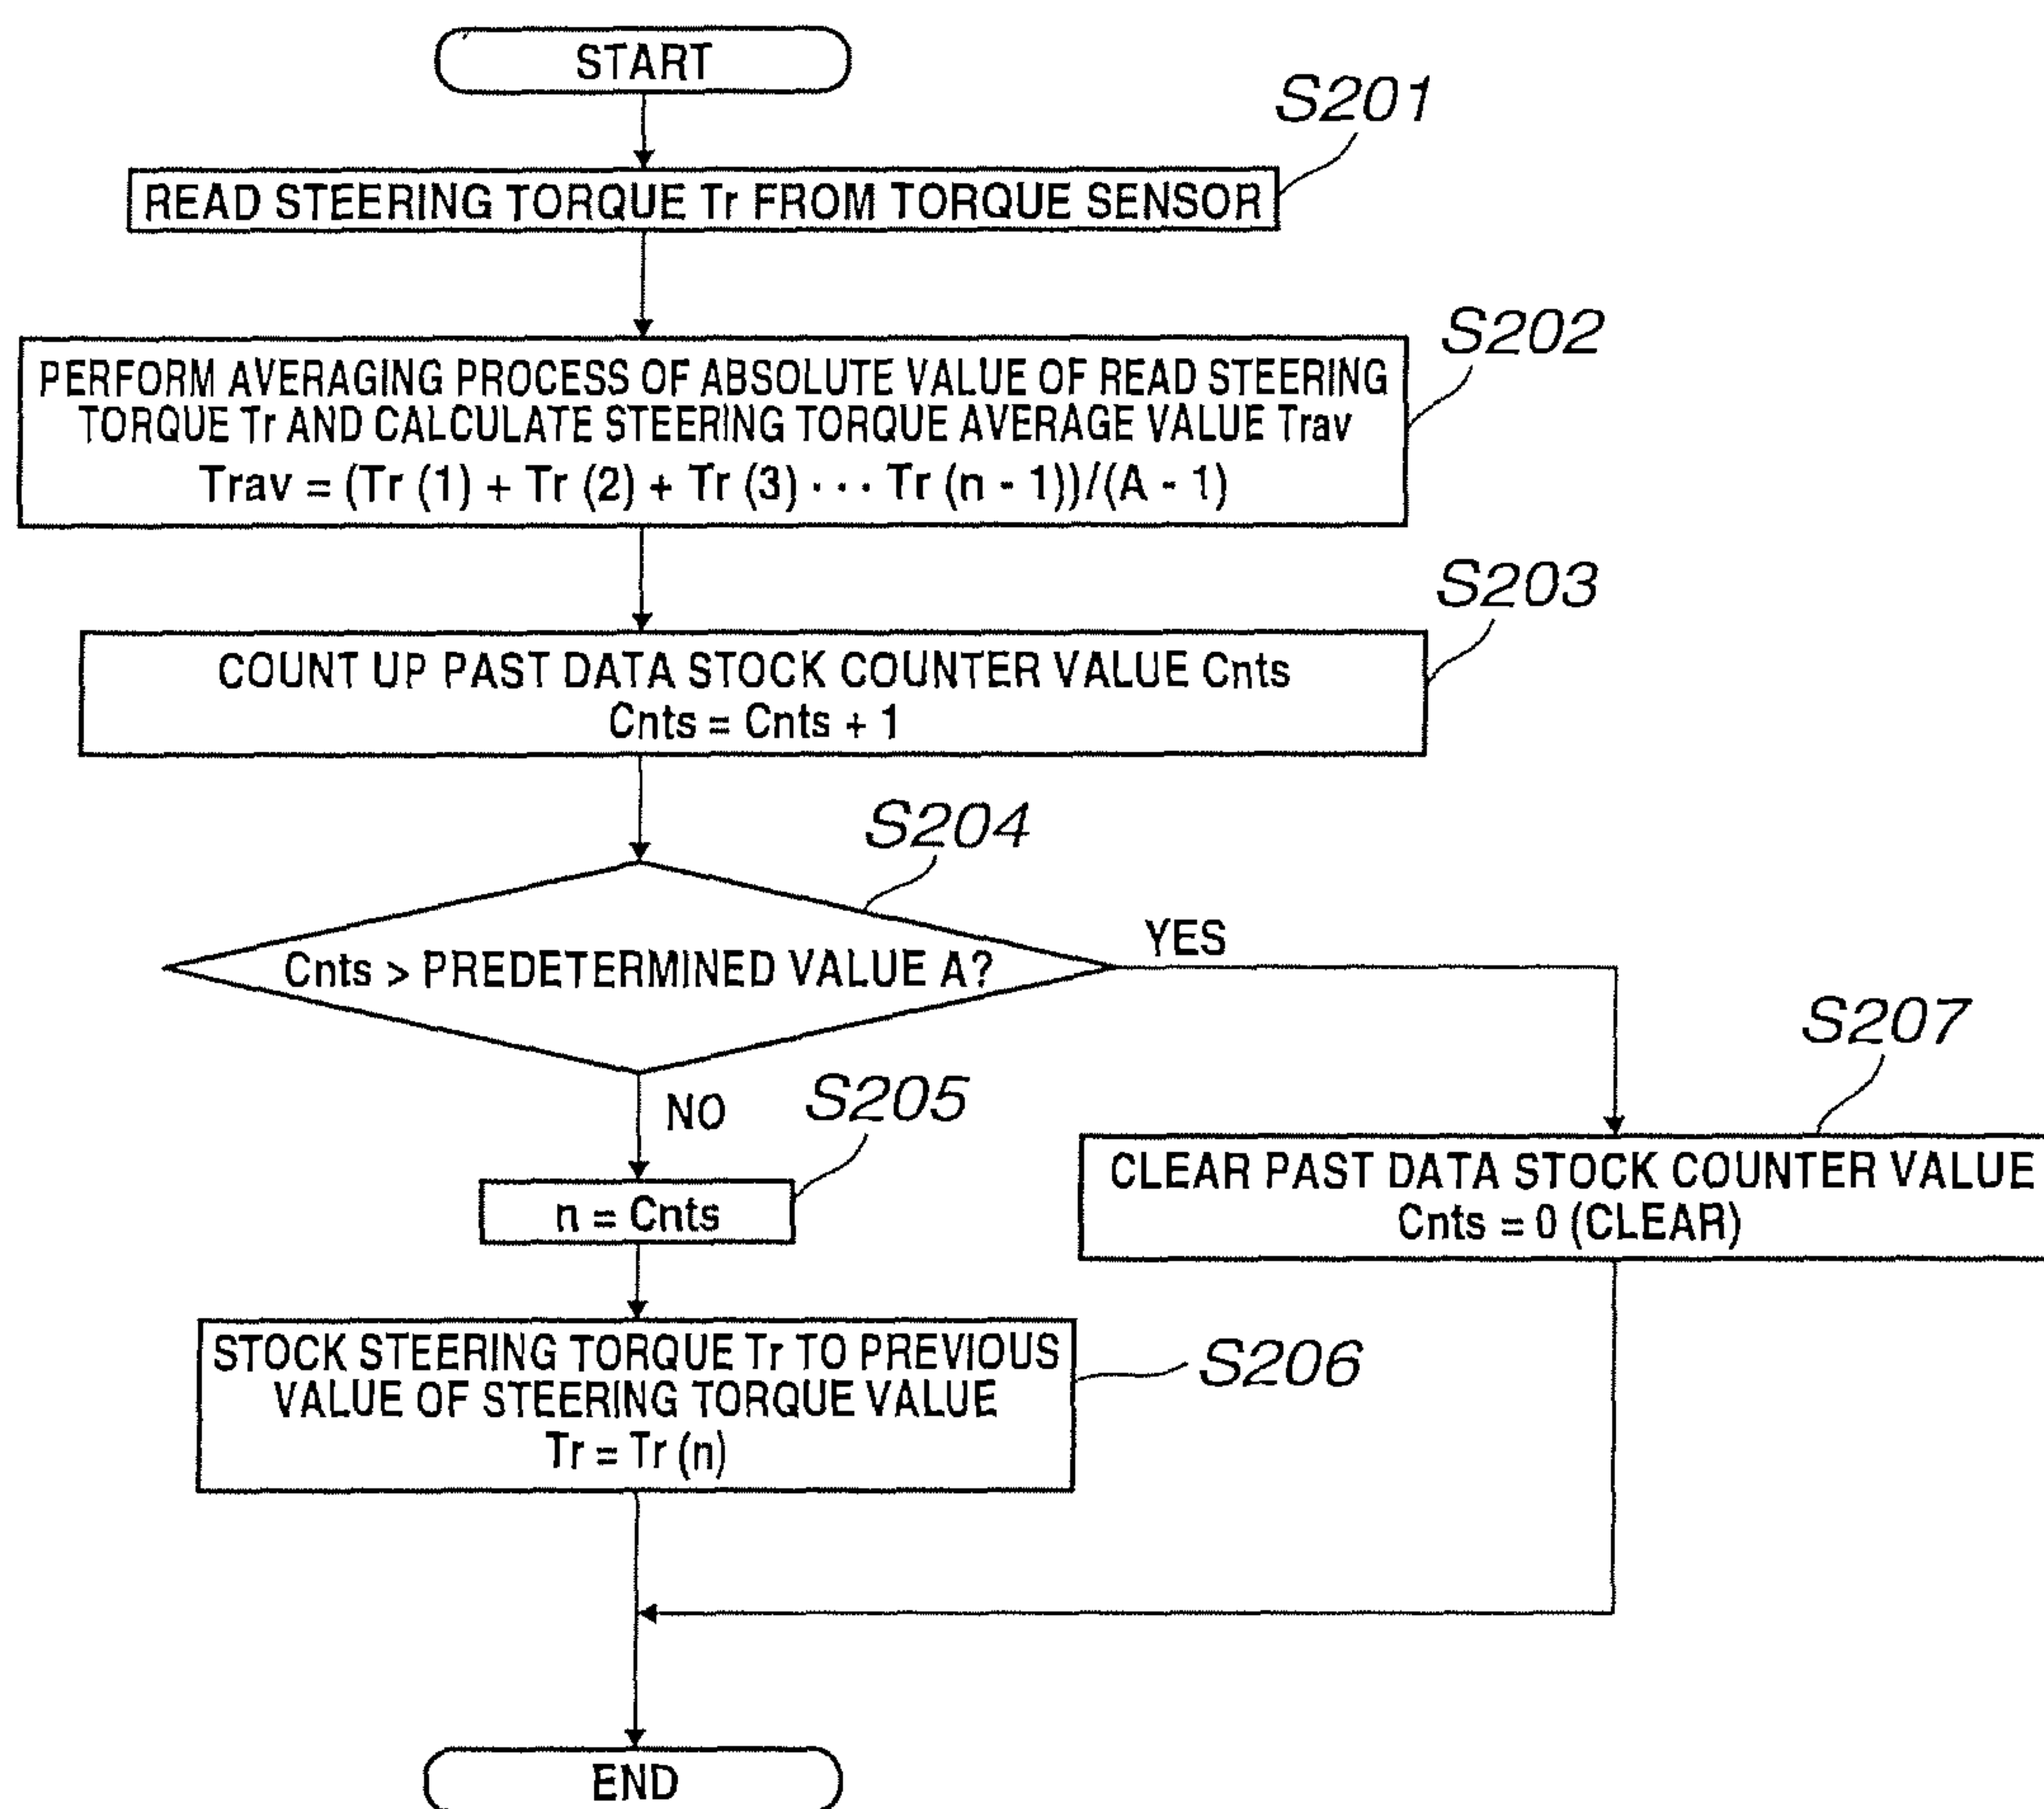 START
S201
READ STEERING TORQUE Tr FROM TORQUE SENSOR
S202
PERFORM AVERAGING PROCESS OF ABSOLUTE VALUE OF READ STEERING
TORQUE Tr AND CALCULATE STEERING TORQUE AVERAGE VALUE Trav
Trav = (Tr (1) + Tr (2) + Tr (3) · · · Tr (n - 1))/(A - 1)
S203
COUNT UP PAST DATA STOCK COUNTER VALUE Cnts
Cnts = Cnts + 1
S204
Cnts > PREDETERMINED VALUE A?
YES
NO
S205
n = Cnts
S207
CLEAR PAST DATA STOCK COUNTER VALUE
Cnts = 0 (CLEAR)
STOCK STEERING TORQUE Tr TO PREVIOUS
VALUE OF STEERING TORQUE VALUE
Tr = Tr (n)
S206
END